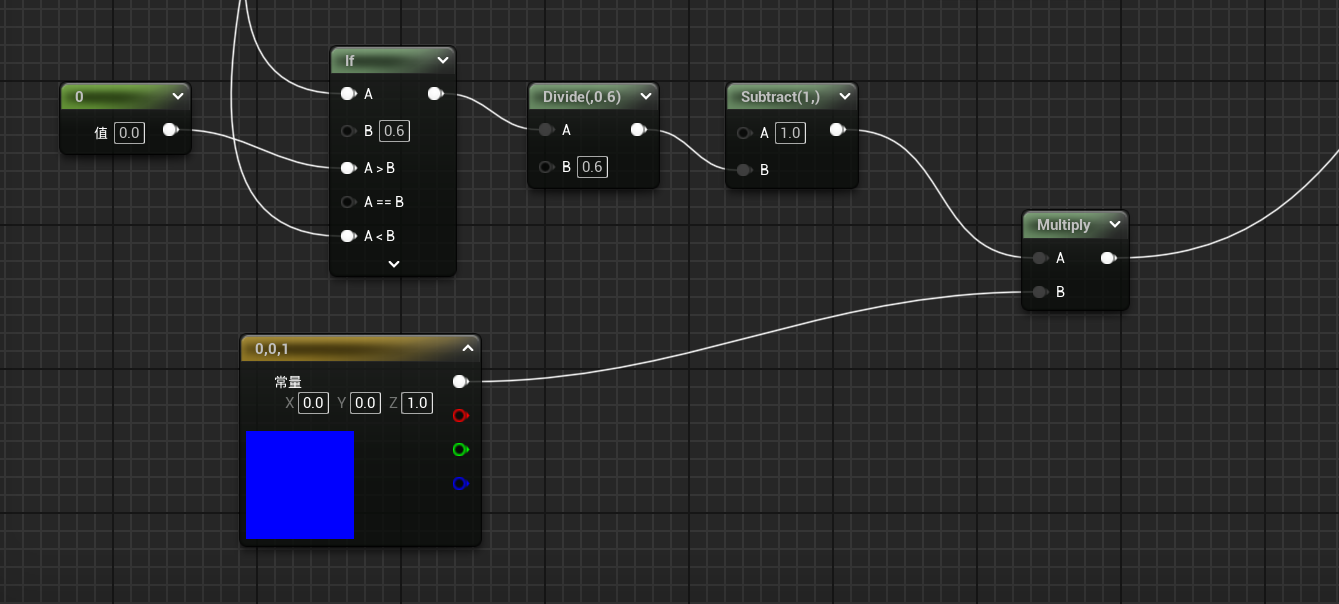 If
A
B 0.6
A > B
A == B
A < B
0
值 0.0
Divide(,0.6)
A
B 0.6
Subtract(1,)
A 1.0
B
Multiply
A
B
0,0,1
常量
X 0.0 Y 0.0 Z 1.0